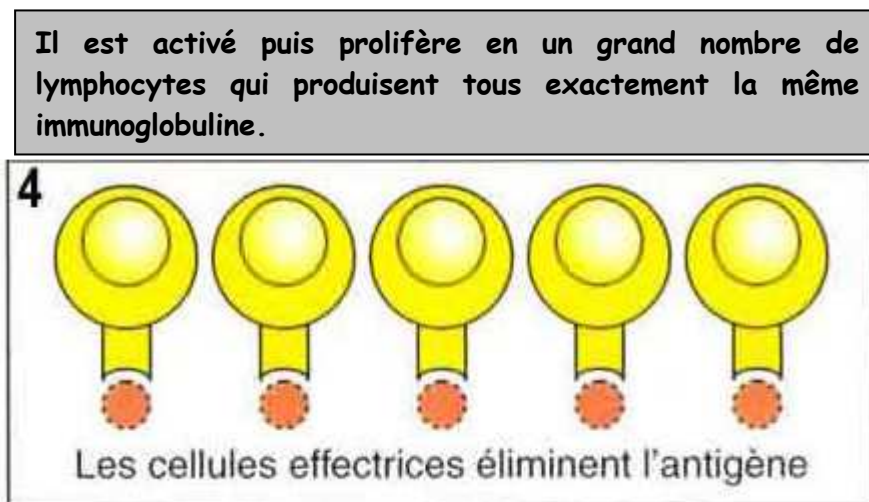 Il est activé puis prolifère en un grand nombre de
lymphocytes qui produisent tous exactement la même
immunoglobuline.
4
Les cellules effectrices éliminent l'antigène